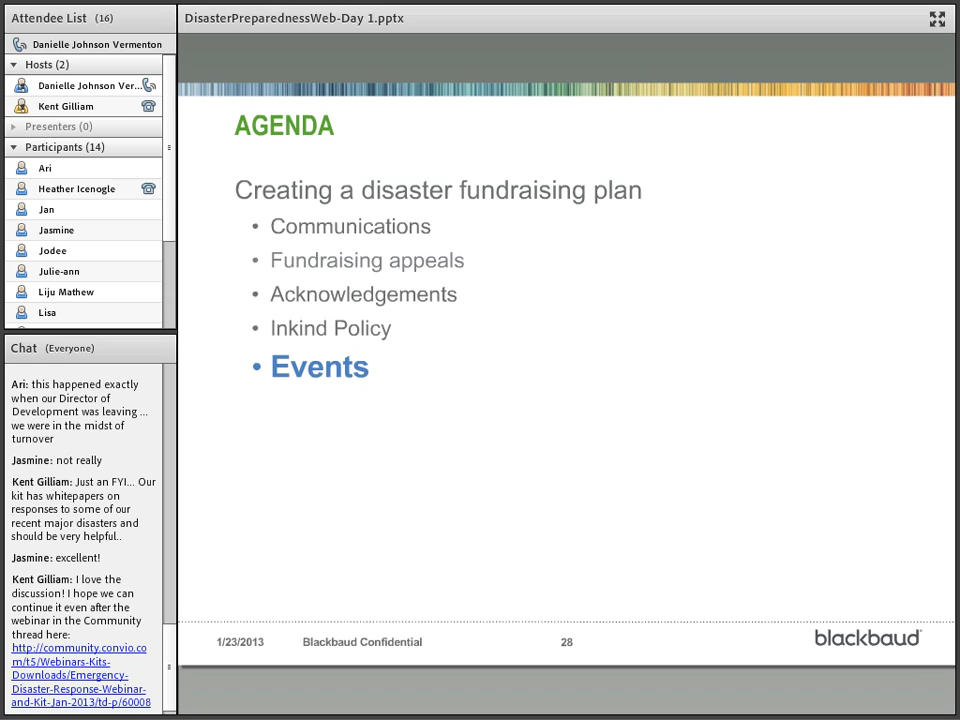 Attendee List (16)
Danielle Johnson Vermenton
Hosts (2)
Danielle Johnson Ver...
Kent Gilliam
Presenters (0)
Participants (14)
Ari
Heather Icenogle
Jan
Jasmine
Jodee
Julie-ann
Liju Mathew
Lisa
Chat (Everyone)
Ari: this happened exactly
when our Director of
Development was leaving ...
we were in the midst of
turnover
Jasmine: not really
Kent Gilliam: Just an FYI... Our
kit has whitepapers on
responses to some of our
recent major disasters and
should be very helpful..
Jasmine: excellent!
Kent Gilliam: I love the
discussion! I hope we can
continue it even after the
webinar in the Community
thread here:
http://community.convio.co
m/t5/Webinars-Kits-
Downloads/Emergency-
Disaster-Response-Webinar-
and-Kit-Jan-2013/td-p/60008
DisasterPreparednessWeb-Day 1.pptx
AGENDA
Creating a disaster fundraising plan
• Communications
• Fundraising appeals
• Acknowledgements
• Inkind Policy
• Events
1/23/2013 Blackbaud Confidential 28
blackbaud®